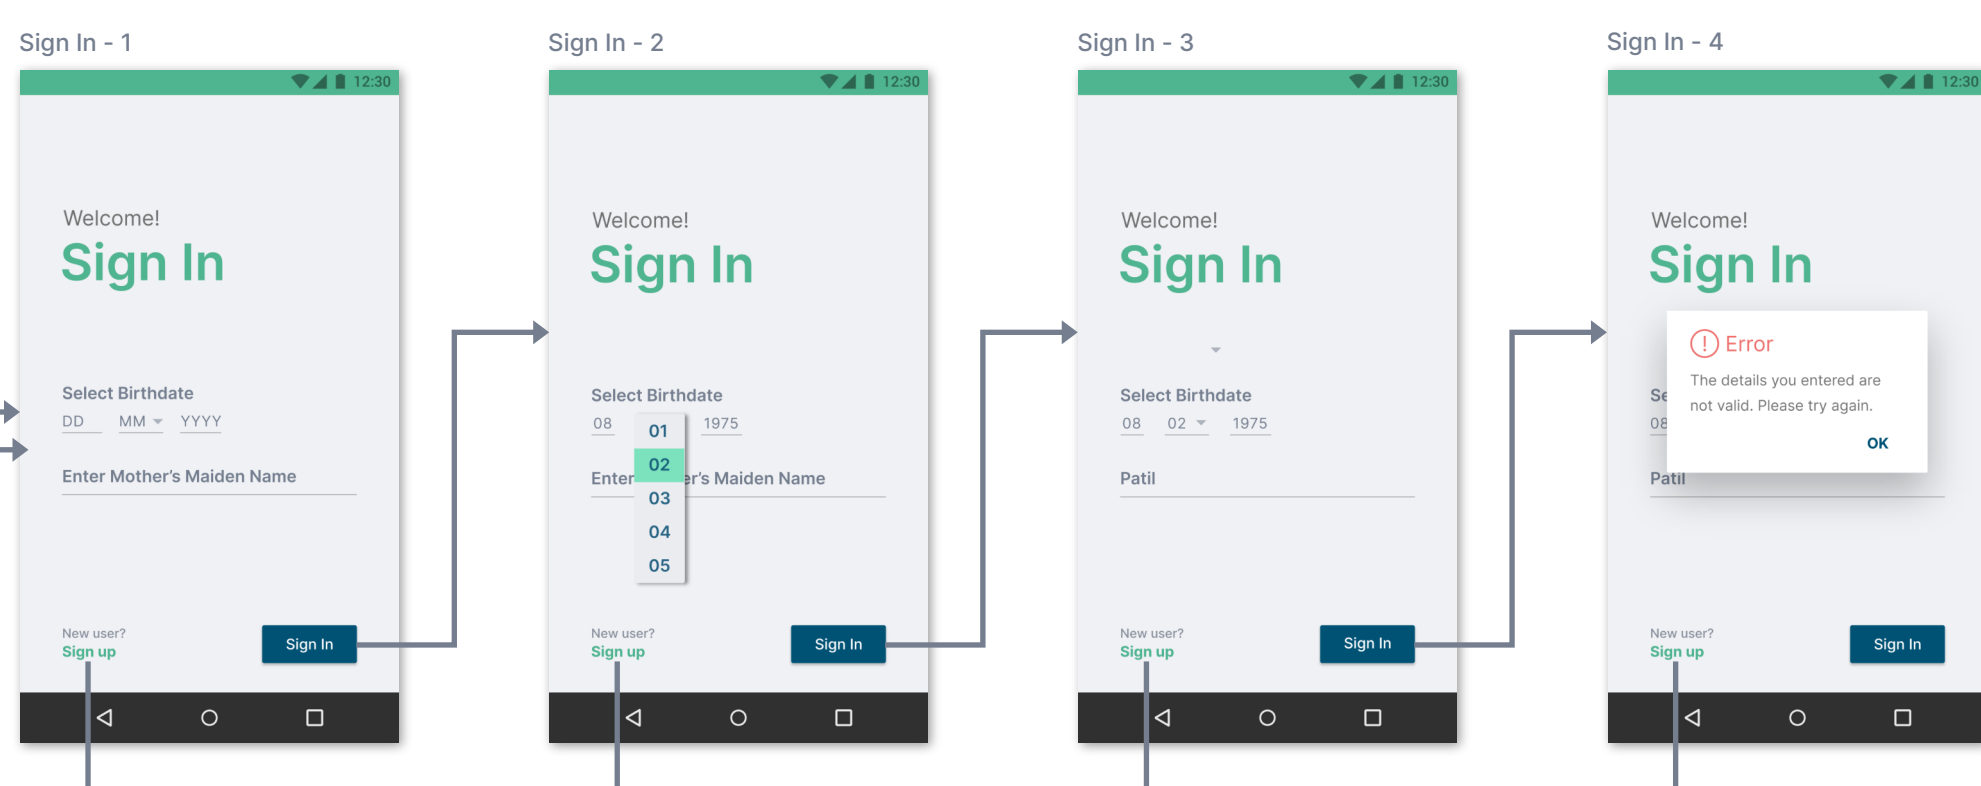 Sign In - 1
12:30
Welcome!
Sign In
Select Birthdate
DD MM YYYY
Enter Mother's Maiden Name
New user?
Sign up
Sign In
Sign In - 2
12:30
Welcome!
Sign In
Select Birthdate
08 1975
01
02
03
04
05
Enter r's Maiden Name
New user?
Sign up
Sign In
Sign In - 3
12:30
Welcome!
Sign In
Select Birthdate
08 02 1975
Patil
New user?
Sign up
Sign In
Sign In - 4
12:30
Welcome!
Sign In
Error
The details you entered are
not valid. Please try again.
OK
Se
08
Patil
New user?
Sign up
Sign In